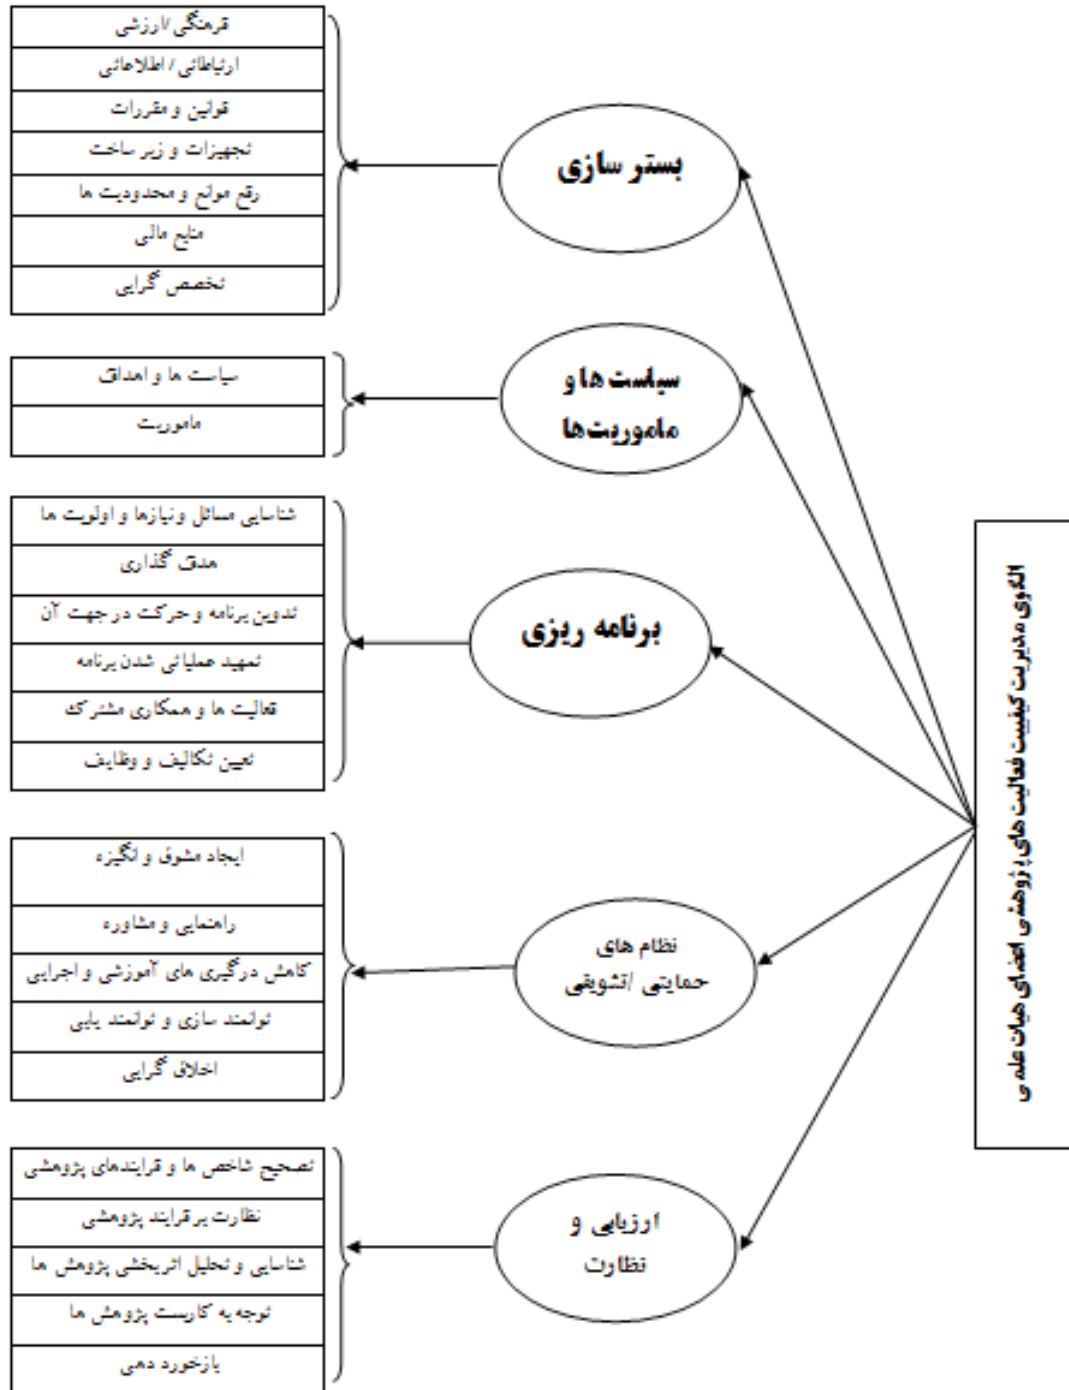 الگوی مدیریت کیفیت فعالیت های پژوهشی اعضای هیات علمی
بستر سازی
فرهنگی /ارزشی
ارتباطاتی / اطلاعاتی
قوانین و مقررات
تجهیزات و زیر ساخت
رفع موانع و محدودیت ها
منابع مالی
تخصص گرایی
سیاست ها و
ماموریت‌ها
سیاست ها و اهداف
ماموریت
برنامه ریزی
شناسایی مسائل ونیازها و اولویت ها
هدف گذاری
تدوین برنامه و حرکت در جهت آن
تمهید عملیاتی شدن برنامه
فعالیت ها و همکاری مشترک
تعیین تکالیف و وظایف
نظام های
حمایتی /تشویقی
ایجاد مشوق و انگیزه
راهنمایی و مشاوره
کاهش درگیری های آموزشی و اجرایی
توانمند سازی و توانمند یابی
اخلاق گرایی
ارزیابی و
نظارت
تصحیح شاخص ها و فرایندهای پژوهشی
نظارت بر فرایند پژوهشی
شناسایی و تحلیل اثربخشی پژوهش ها
توجه به کاربست پژوهش ها
بازخورد دهی